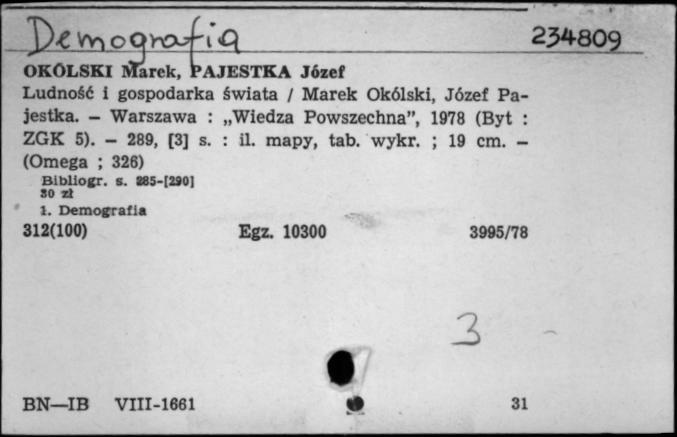 Demografia 234809
OKÓLSKI Marek, PAJESTKA Józef
Ludność i gospodarka świata / Marek Okólski, Józef Pa-
jestka. — Warszawa : „Wiedza Powszechna”, 1978 (Byt :
ZGK 5). — 289, [3] s. : il. mapy, tab. wykr. ; 19 cm. —
(Omega ; 326)
Bibliogr. s. 285-[290]
30 zł
1. Demografia
312(100) Egz. 10300 3995/78
3
BN—IB VIII-1661 31